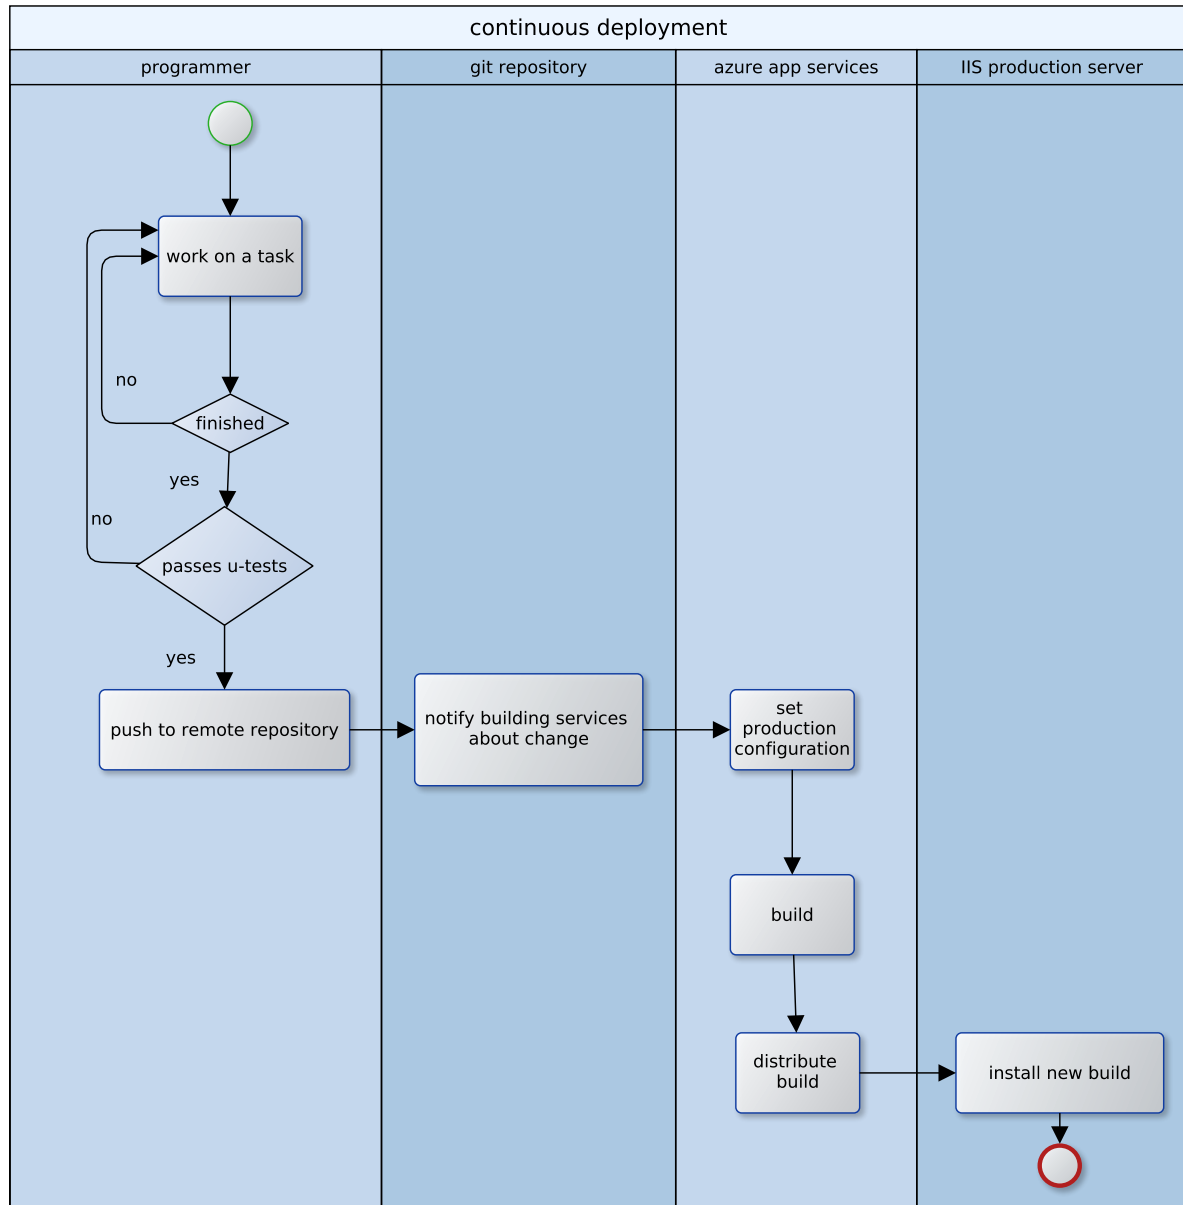 continuous deployment
programmer
git repository
azure app services
IIS production server
work on a task
no
finished
yes
no
passes u-tests
yes
push to remote repository
notify building services
about change
set
production
configuration
build
distribute
build
install new build